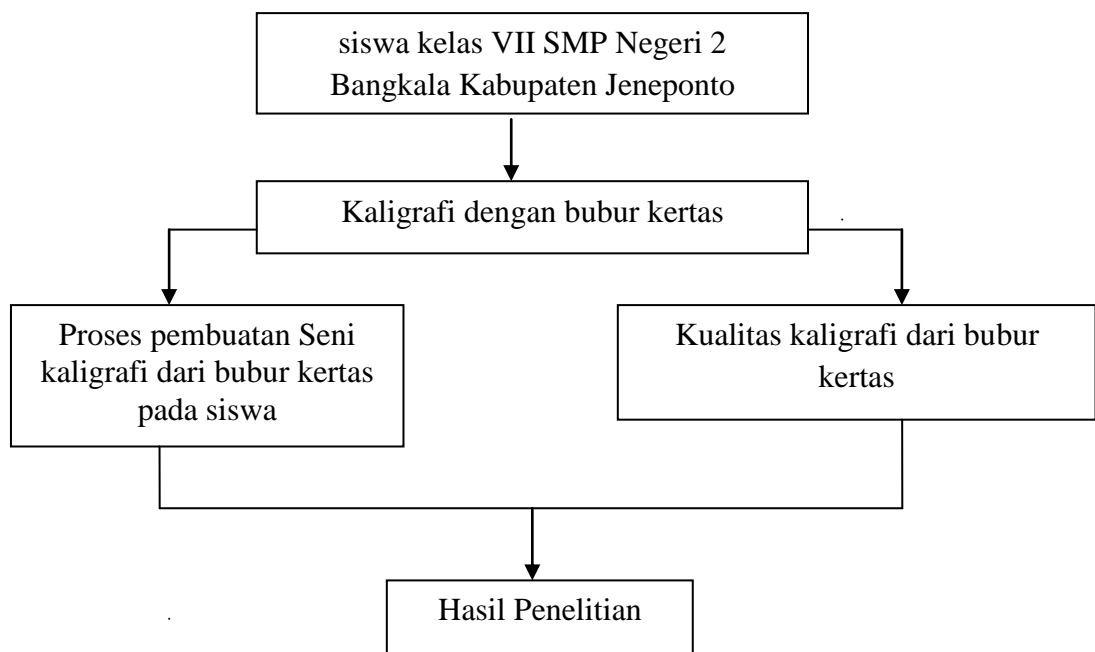 siswa kelas VII SMP Negeri 2
Bangkala Kabupaten Jeneponto
Kaligrafi dengan bubur kertas
Proses pembuatan Seni
kaligrafi dari bubur kertas
pada siswa
Kualitas kaligrafi dari bubur
kertas
Hasil Penelitian